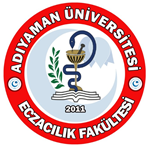 ADIYAMAN ÜNİVERSİTESİ
2011
ECZACILIK FAKÜLTESİ